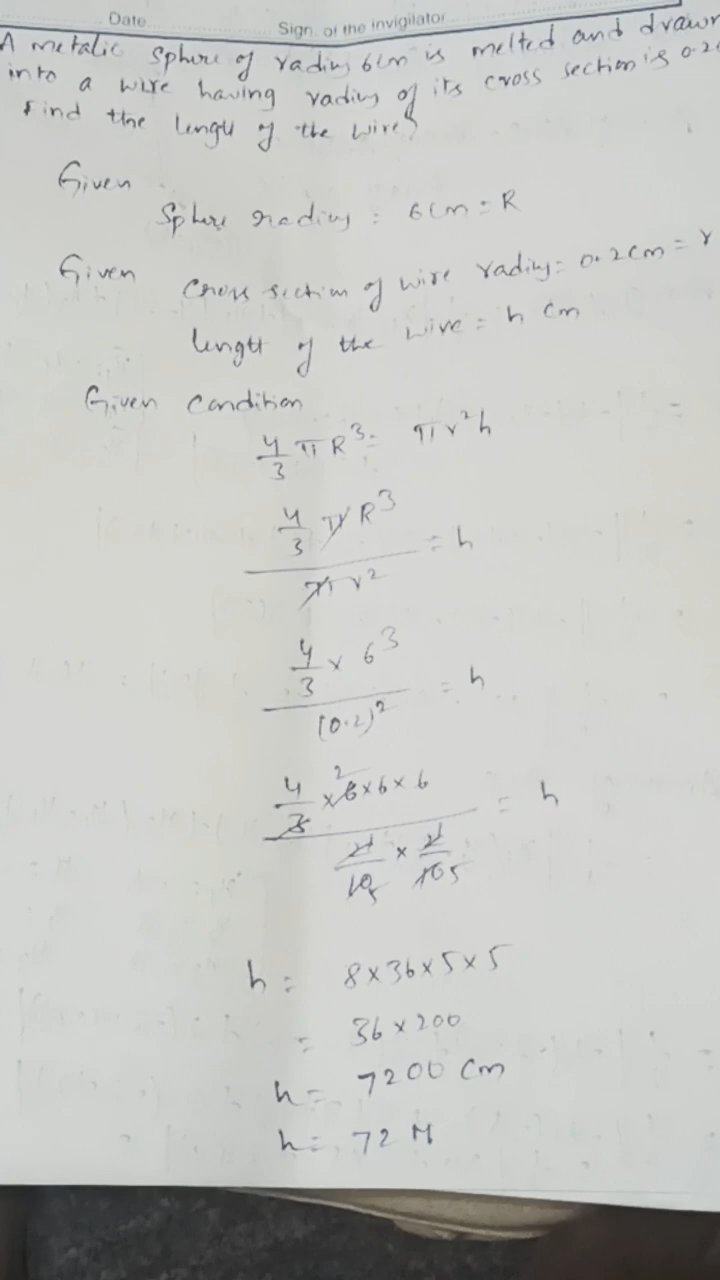 Date Sign. of the invigilator
A metalic sphere of radius 6cm is melted and drawn
into a wire having radius of its cross section is 0.2
Find the length of the wire?
Given
Sphere radius = 6cm = R
Given cross section of wire radius = 0.2cm = r
length of the wire = h cm
Given condition
4/3 πR³ = πr²h
4/3 πR³ / πr² = h
4/3 × 6³ / (0.2)² = h
4/3 × 6×6×6 / 2/10 × 2/10 = h
h = 8×36×5×5
= 36×200
h = 7200 cm
h = 72 M